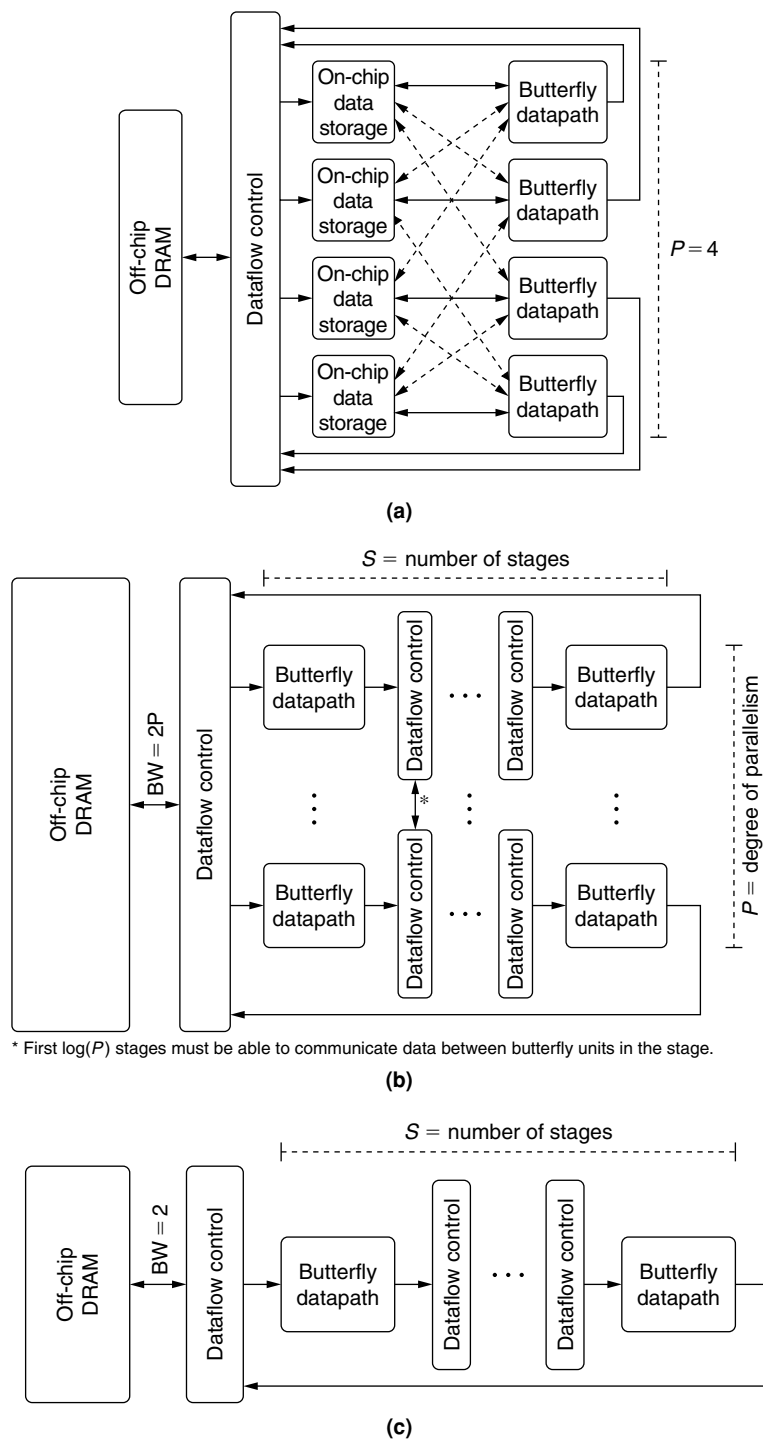 Off-chip
DRAM
Dataflow control
On-chip
data
storage
Butterfly
datapath
On-chip
data
storage
Butterfly
datapath
On-chip
data
storage
Butterfly
datapath
On-chip
data
storage
Butterfly
datapath
P = 4
(a)
S = number of stages
Off-chip
DRAM
BW = 2P
Dataflow control
Butterfly
datapath
Dataflow control
• • •
Dataflow control
Butterfly
datapath
*
Butterfly
datapath
Dataflow control
• • •
Dataflow control
Butterfly
datapath
P = degree of parallelism
* First log(P) stages must be able to communicate data between butterfly units in the stage.
(b)
S = number of stages
Off-chip
DRAM
BW = 2
Dataflow control
Butterfly
datapath
Dataflow control
• • •
Dataflow control
Butterfly
datapath
(c)